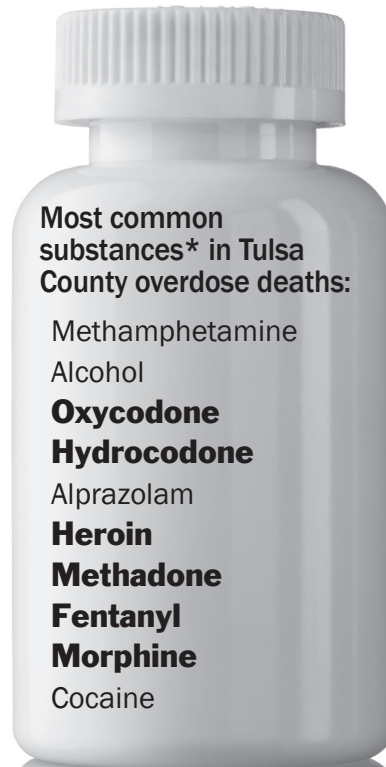 Most common
substances* in Tulsa
County overdose deaths:
Methamphetamine
Alcohol
Oxycodone
Hydrocodone
Alprazolam
Heroin
Methadone
Fentanyl
Morphine
Cocaine